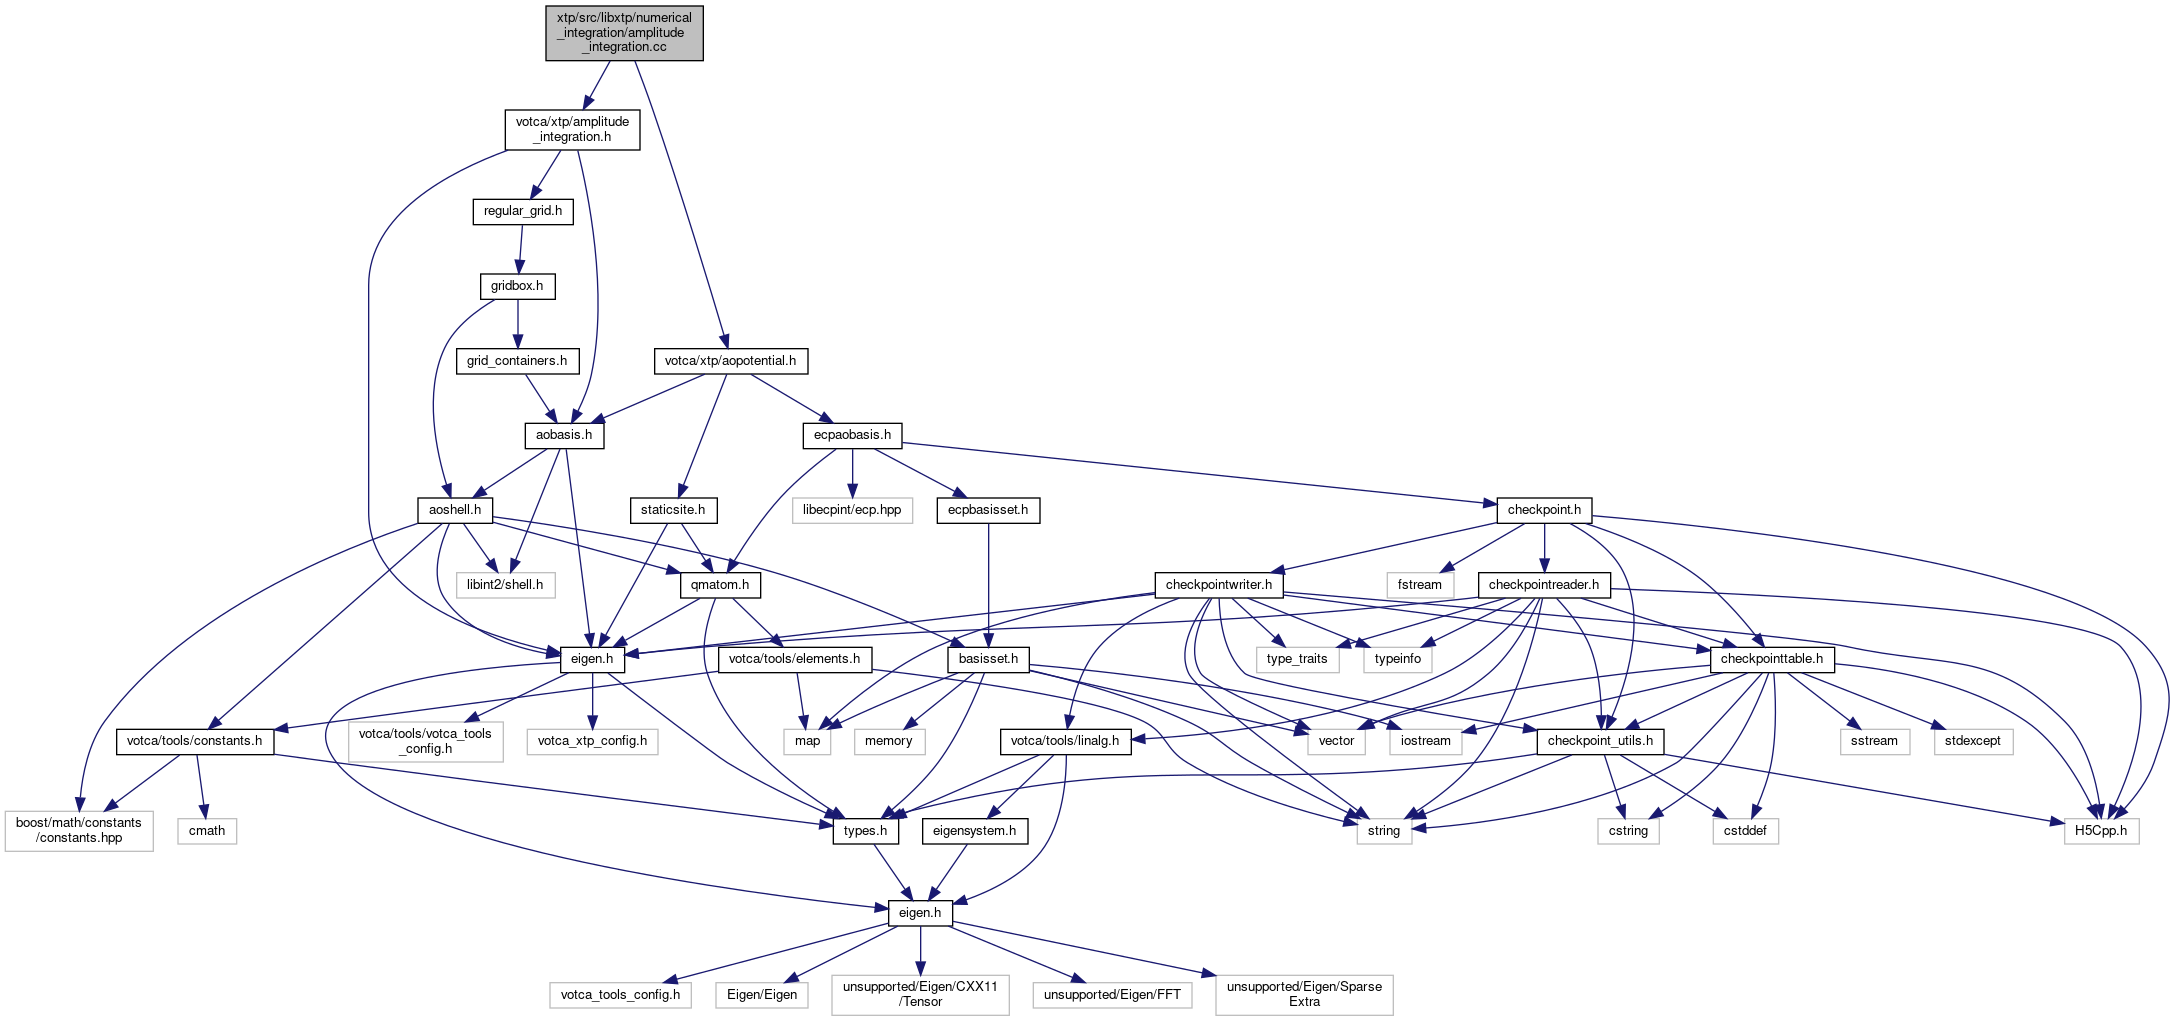 xtp/src/libxtp/numerical
_integration/amplitude
_integration.cc
votca/xtp/amplitude
_integration.h
regular_grid.h
gridbox.h
grid_containers.h
votca/xtp/aopotential.h
aobasis.h
ecpaobasis.h
aoshell.h
staticsite.h
libecpint/ecp.hpp
ecpbasisset.h
checkpoint.h
libint2/shell.h
qmatom.h
checkpointwriter.h
fstream
checkpointreader.h
eigen.h
votca/tools/elements.h
basisset.h
type_traits
typeinfo
checkpointtable.h
votca/tools/constants.h
votca/tools/votca_tools
_config.h
votca_xtp_config.h
map
memory
votca/tools/linalg.h
vector
iostream
checkpoint_utils.h
sstream
stdexcept
boost/math/constants
/constants.hpp
cmath
types.h
eigensystem.h
string
cstring
cstddef
H5Cpp.h
eigen.h
votca_tools_config.h
Eigen/Eigen
unsupported/Eigen/CXX11
/Tensor
unsupported/Eigen/FFT
unsupported/Eigen/Sparse
Extra